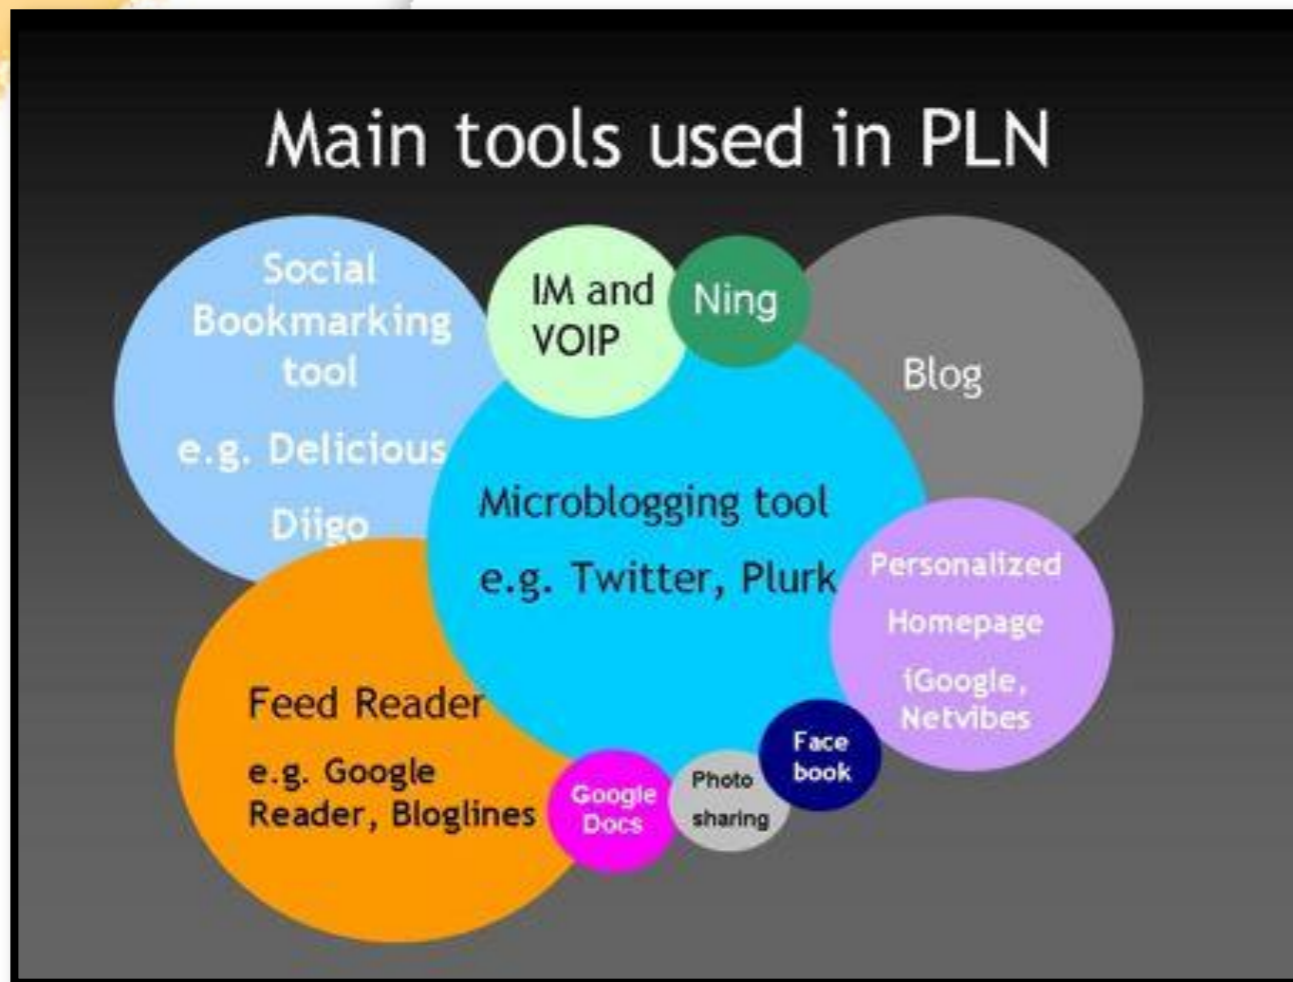 Main tools used in PLN
Social
Bookmarking
tool
e.g. Delicious
Diigo
IM and
VOIP
Ning
Blog
Microblogging tool
e.g. Twitter, Plurk
Personalized
Homepage
iGoogle,
Netvibes
Feed Reader
e.g. Google
Reader, Bloglines
Google
Docs
Photo
sharing
Face
book